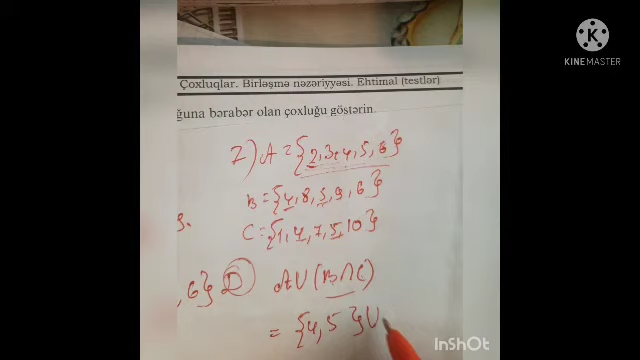 KINEMASTER
Çoxluqlar. Birləşmə nəzəriyyəsi. Ehtimal (testlər)
ğuna bərabər olan çoxluğu göstərin.
7) A = {2,3,4,5,6}
B = {4,8,5,9,6}
C = {1,4,7,5,10}
,6} D A U (B ∩ C)
= {4,5} U
InShOt